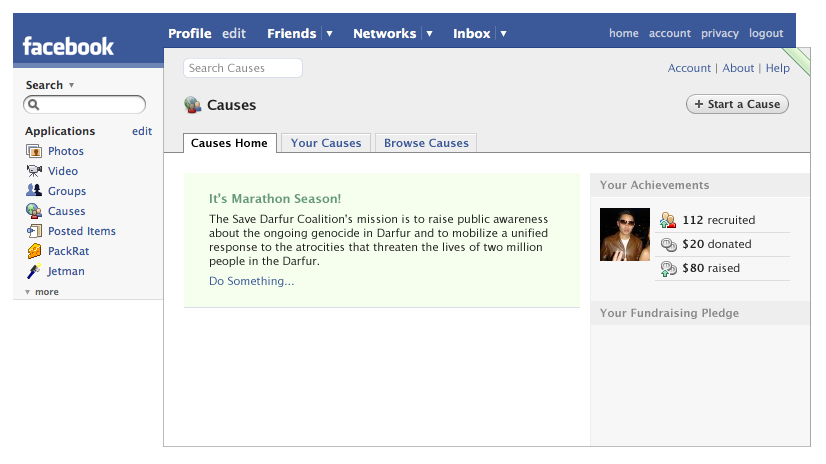 facebook
Profile edit Friends Networks Inbox home account privacy logout
Search
Applications edit
Photos
Video
Groups
Causes
Posted Items
PackRat
Jetman
more
Search Causes
Account | About | Help
Causes
+ Start a Cause
Causes Home Your Causes Browse Causes
It's Marathon Season!
The Save Darfur Coalition's mission is to raise public awareness
about the ongoing genocide in Darfur and to mobilize a unified
response to the atrocities that threaten the lives of two million
people in the Darfur.
Do Something...
Your Achievements
112 recruited
$20 donated
$80 raised
Your Fundraising Pledge